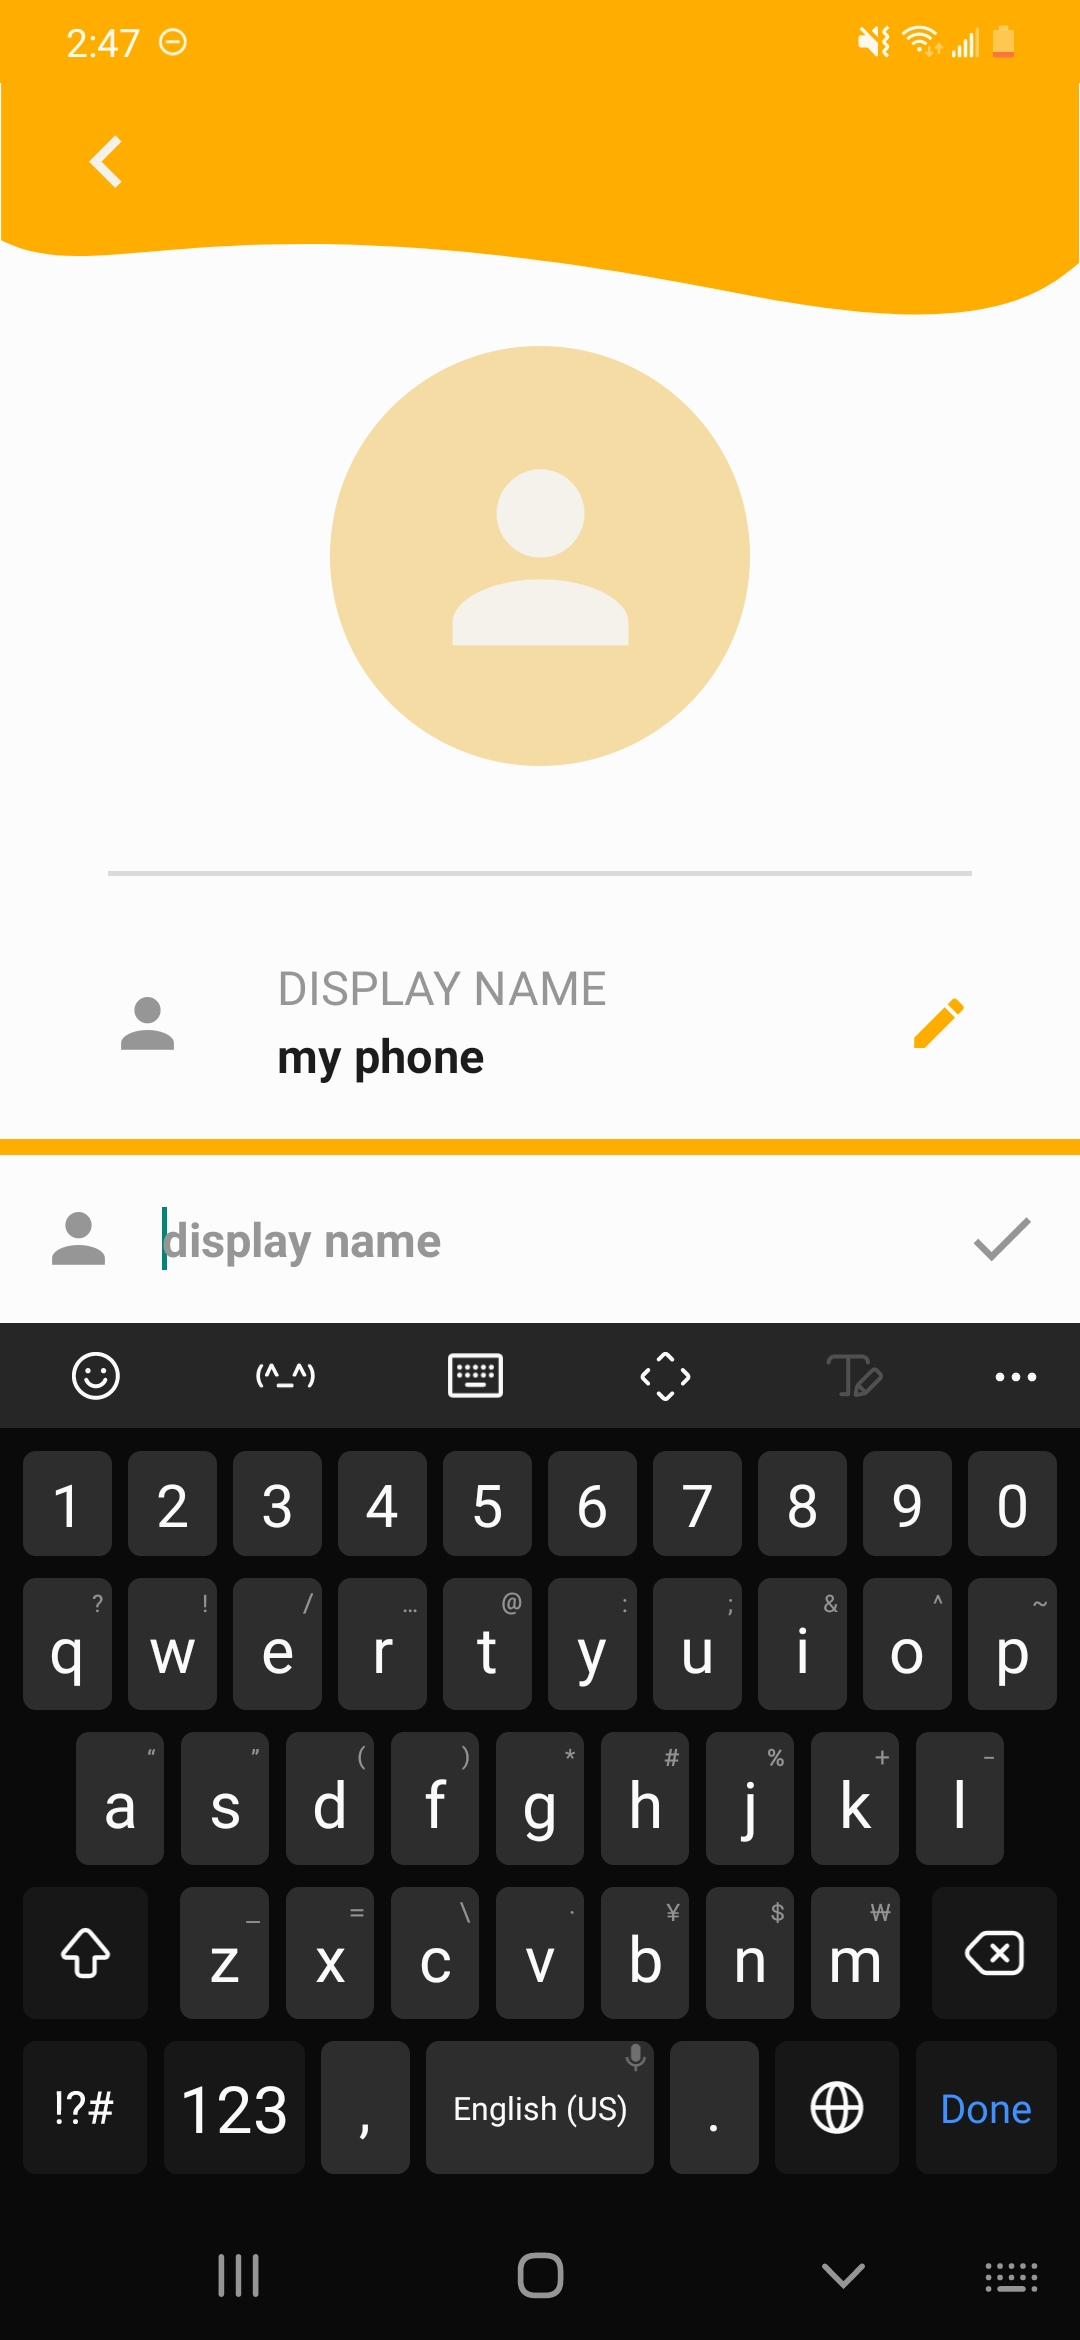 2:47
DISPLAY NAME
my phone
display name
(^_^)
1 2 3 4 5 6 7 8 9 0
? ! / … @ : ; & ^ ~
q w e r t y u i o p
“ ” ( ) * # % + −
a s d f g h j k l
_ = \ · ¥ $ ₩
z x c v b n m
!?# 123 , English (US) . Done